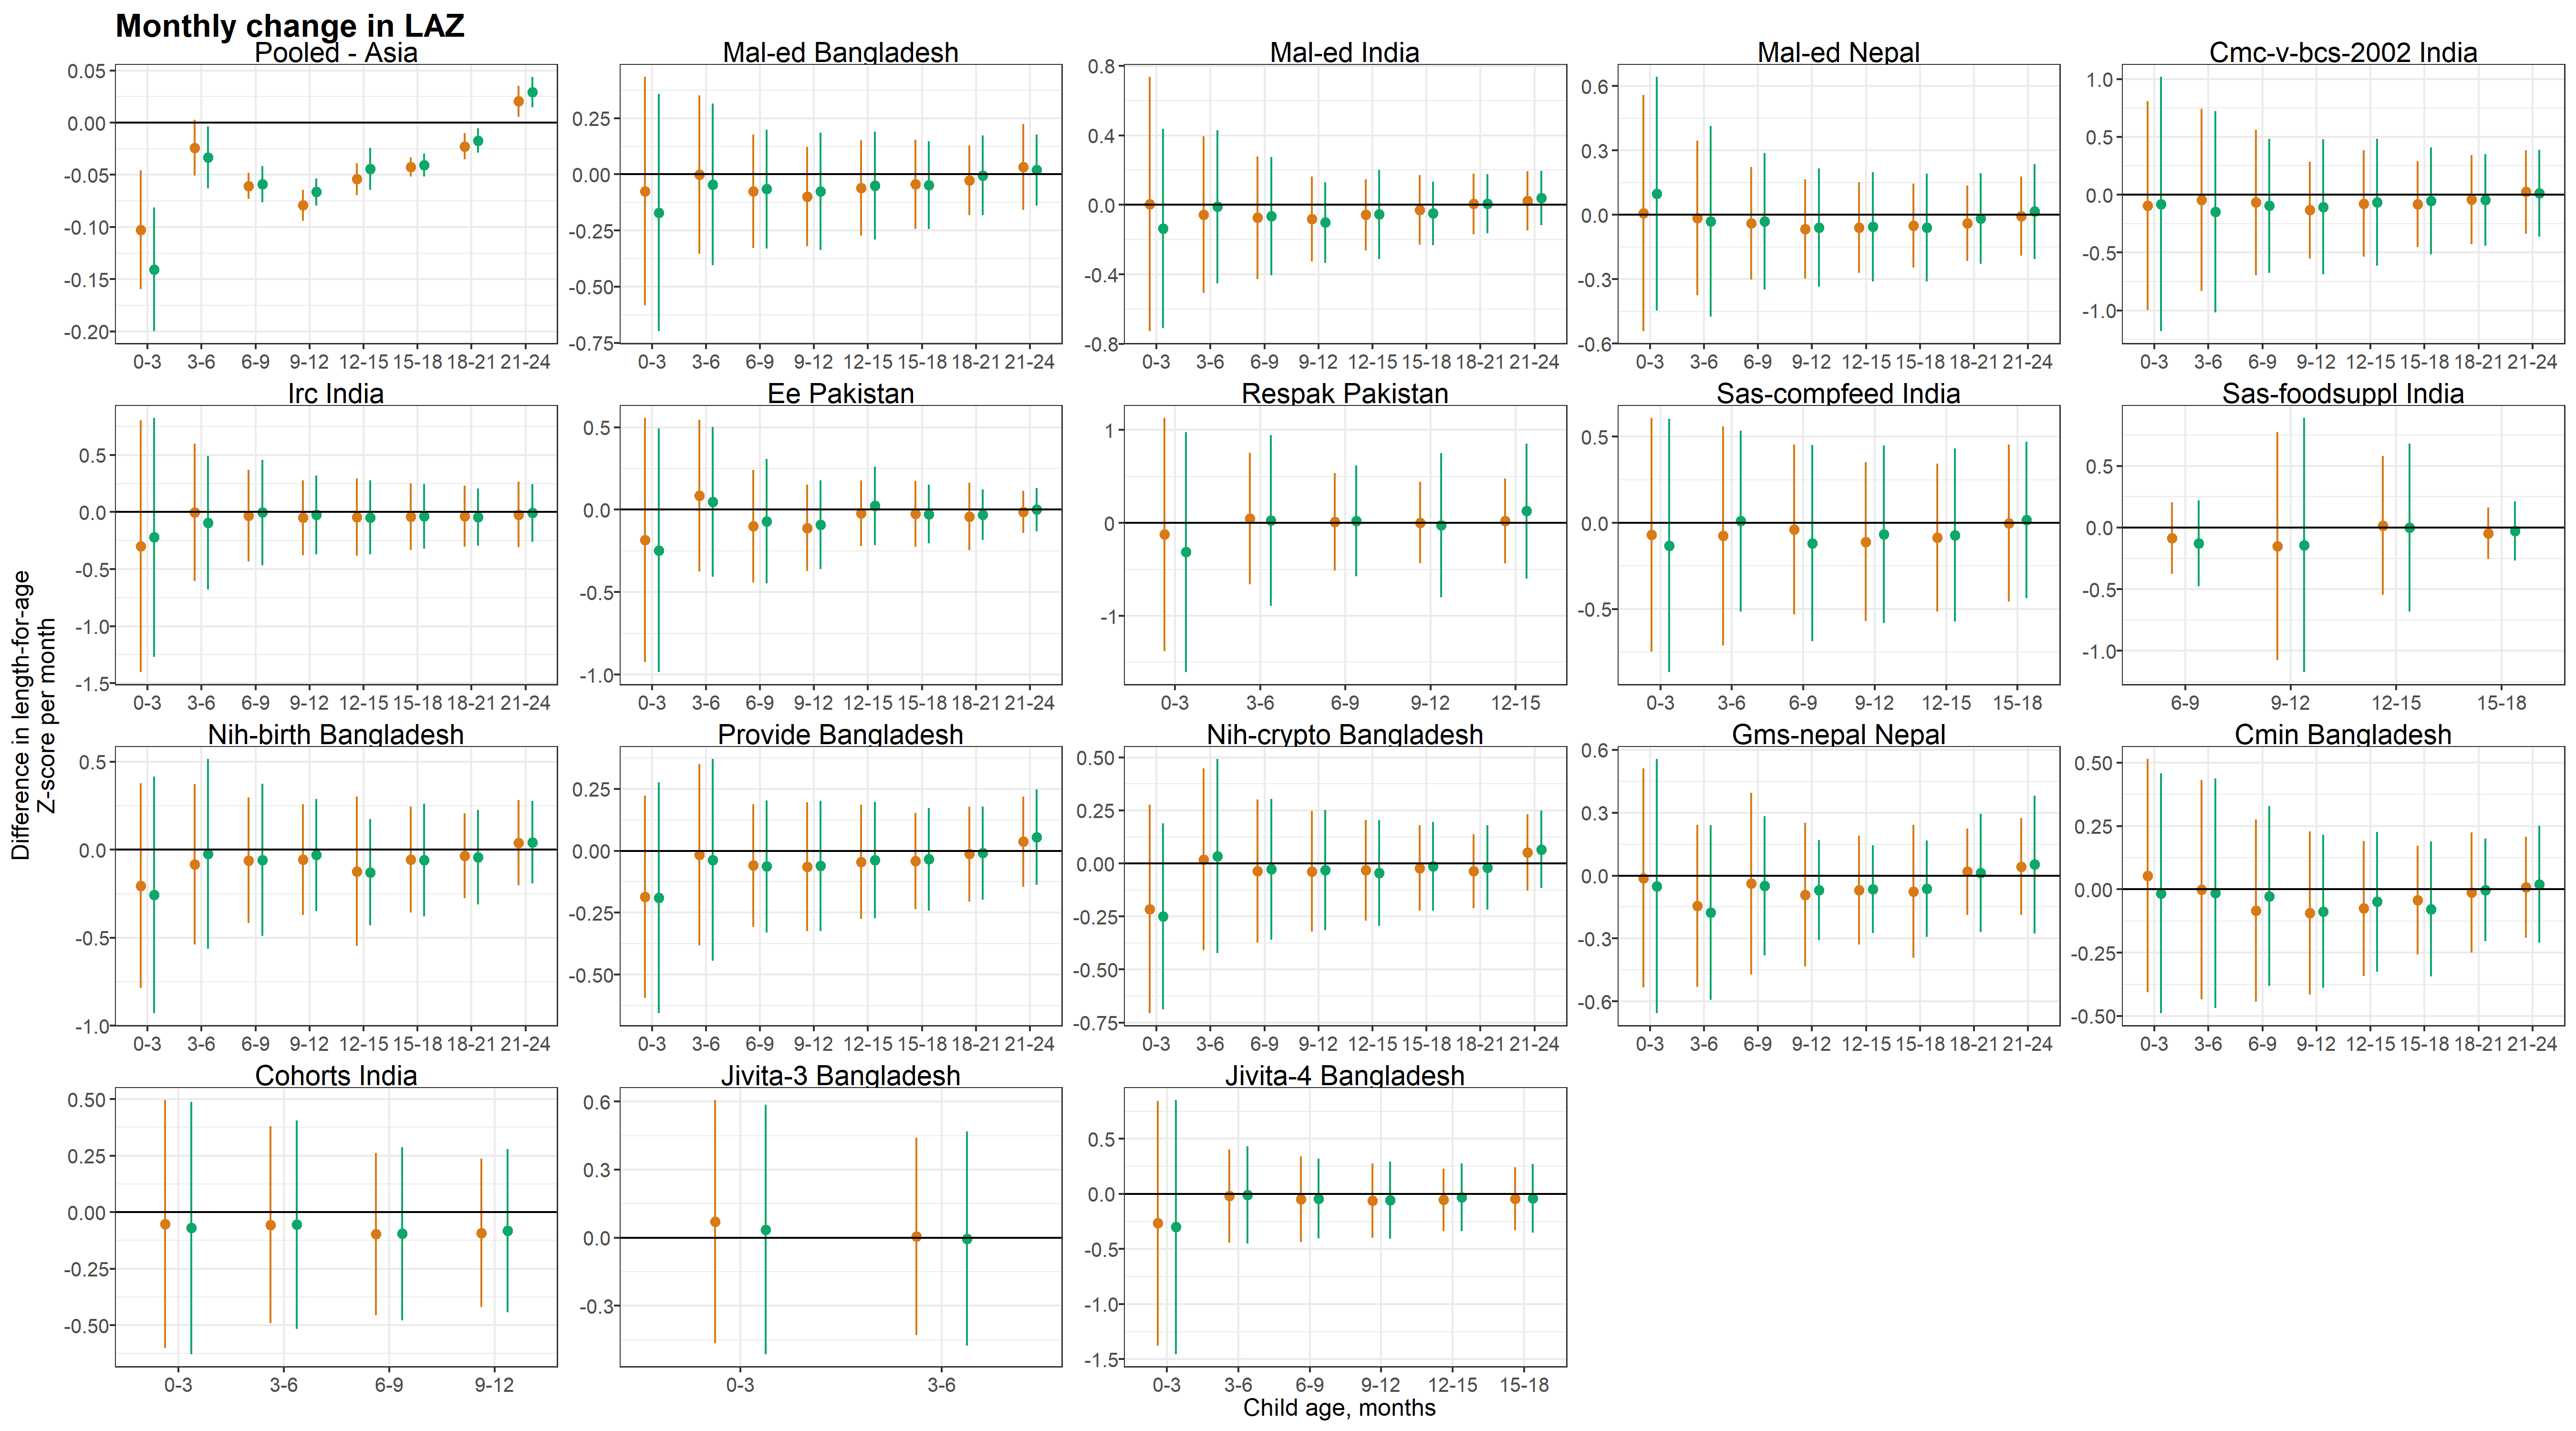 Monthly change in LAZ
Pooled - Asia
0.05
0.00
-0.05
-0.10
-0.15
-0.20
0-3 3-6 6-9 9-12 12-15 15-18 18-21 21-24
Mal-ed Bangladesh
0.25
0.00
-0.25
-0.50
-0.75
0-3 3-6 6-9 9-12 12-15 15-18 18-21 21-24
Mal-ed India
0.8
0.4
0.0
-0.4
-0.8
0-3 3-6 6-9 9-12 12-15 15-18 18-21 21-24
Mal-ed Nepal
0.6
0.3
0.0
-0.3
-0.6
0-3 3-6 6-9 9-12 12-15 15-18 18-21 21-24
Cmc-v-bcs-2002 India
1.0
0.5
0.0
-0.5
-1.0
0-3 3-6 6-9 9-12 12-15 15-18 18-21 21-24
Irc India
0.5
0.0
-0.5
-1.0
-1.5
0-3 3-6 6-9 9-12 12-15 15-18 18-21 21-24
Ee Pakistan
0.5
0.0
-0.5
-1.0
0-3 3-6 6-9 9-12 12-15 15-18 18-21 21-24
Respak Pakistan
1
0
-1
0-3 3-6 6-9 9-12 12-15
Sas-compfeed India
0.5
0.0
-0.5
0-3 3-6 6-9 9-12 12-15 15-18
Sas-foodsuppl India
0.5
0.0
-0.5
-1.0
6-9 9-12 12-15 15-18
Difference in length-for-age
Z-score per month
Nih-birth Bangladesh
0.5
0.0
-0.5
-1.0
0-3 3-6 6-9 9-12 12-15 15-18 18-21 21-24
Provide Bangladesh
0.25
0.00
-0.25
-0.50
0-3 3-6 6-9 9-12 12-15 15-18 18-21 21-24
Nih-crypto Bangladesh
0.50
0.25
0.00
-0.25
-0.50
-0.75
0-3 3-6 6-9 9-12 12-15 15-18 18-21 21-24
Gms-nepal Nepal
0.6
0.3
0.0
-0.3
-0.6
0-3 3-6 6-9 9-12 12-15 15-18 18-21 21-24
Cmin Bangladesh
0.50
0.25
0.00
-0.25
-0.50
0-3 3-6 6-9 9-12 12-15 15-18 18-21 21-24
Cohorts India
0.50
0.25
0.00
-0.25
-0.50
0-3 3-6 6-9 9-12
Jivita-3 Bangladesh
0.6
0.3
0.0
-0.3
0-3 3-6
Jivita-4 Bangladesh
0.5
0.0
-0.5
-1.0
-1.5
0-3 3-6 6-9 9-12 12-15 15-18
Child age, months